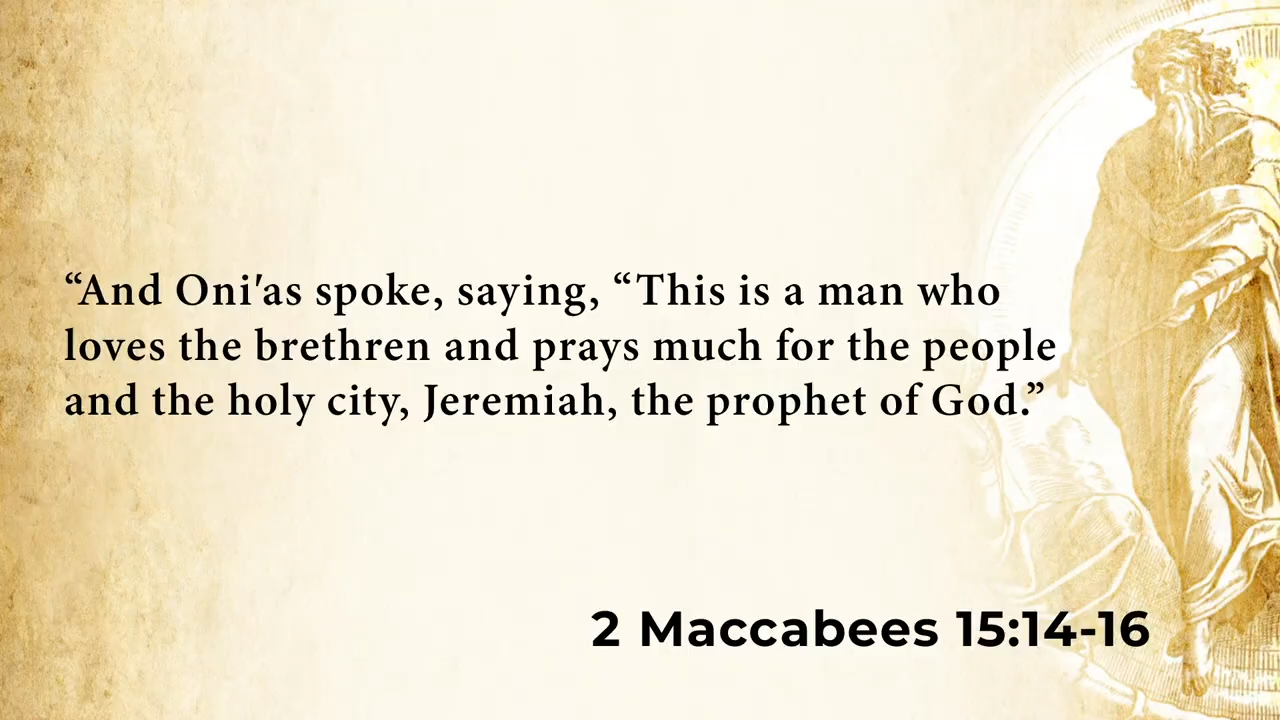 “And Oni′as spoke, saying, “This is a man who
loves the brethren and prays much for the people
and the holy city, Jeremiah, the prophet of God.”
2 Maccabees 15:14-16